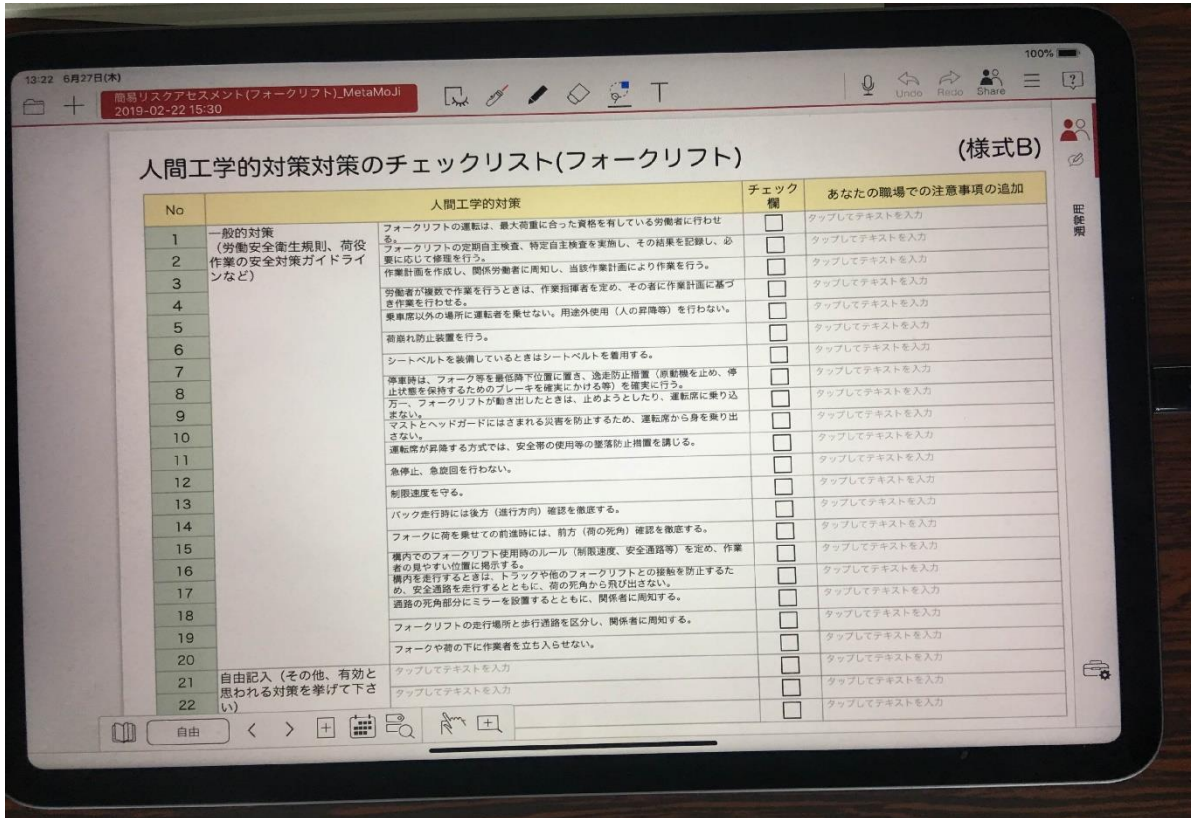 13:22 6月27日(木)
100%
簡易リスクアセスメント(フォークリフト)_MetaMoJi
2019-02-22 15:30
T
Undo
Redo
Share
?
人間工学的対策対策のチェックリスト(フォークリフト)
(様式B)
No
人間工学的対策
チェック
欄
あなたの職場での注意事項の追加
一般的対策
(労働安全衛生規則、荷役
作業の安全対策ガイドライ
ンなど)
1
フォークリフトの運転は、最大荷重に合った資格を有している労働者に行わせ
る。
タップしてテキストを入力
2
フォークリフトの定期自主検査、特定自主検査を実施し、その結果を記録し、必
要に応じて修理を行う。
タップしてテキストを入力
3
作業計画を作成し、関係労働者に周知し、当該作業計画により作業を行う。
タップしてテキストを入力
4
労働者が複数で作業を行うときは、作業指揮者を定め、その者に作業計画に基づ
き作業を行わせる。
タップしてテキストを入力
5
乗車席以外の場所に運転者を乗せない。用途外使用(人の昇降等)を行わない。
タップしてテキストを入力
6
荷崩れ防止装置を行う。
タップしてテキストを入力
7
シートベルトを装備しているときはシートベルトを着用する。
タップしてテキストを入力
8
停車時は、フォーク等を最低降下位置に置き、逸走防止措置(原動機を止め、停
止状態を保持するためのブレーキを確実にかける等)を確実に行う。
タップしてテキストを入力
9
万一、フォークリフトが動き出したときは、止めようとしたり、運転席に乗り込
まない。
タップしてテキストを入力
10
マストとヘッドガードにはさまれる災害を防止するため、運転席から身を乗り出
さない。
タップしてテキストを入力
11
運転席が昇降する方式では、安全帯の使用等の墜落防止措置を講じる。
タップしてテキストを入力
12
急停止、急旋回を行わない。
タップしてテキストを入力
13
制限速度を守る。
タップしてテキストを入力
14
バック走行時には後方(進行方向)確認を徹底する。
タップしてテキストを入力
15
フォークに荷を乗せての前進時には、前方(荷の死角)確認を徹底する。
タップしてテキストを入力
16
構内でのフォークリフト使用時のルール(制限速度、安全通路等)を定め、作業
者の見やすい位置に掲示する。
タップしてテキストを入力
17
構内を走行するときは、トラックや他のフォークリフトとの接触を防止するた
め、安全通路を走行するとともに、荷の死角から飛び出さない。
タップしてテキストを入力
18
通路の死角部分にミラーを設置するとともに、関係者に周知する。
タップしてテキストを入力
19
フォークリフトの走行場所と歩行通路を区分し、関係者に周知する。
タップしてテキストを入力
20
フォークや荷の下に作業者を立ち入らせない。
タップしてテキストを入力
自由記入(その他、有効と
思われる対策を挙げて下さ
い)
21
タップしてテキストを入力
タップしてテキストを入力
22
タップしてテキストを入力
タップしてテキストを入力
自由